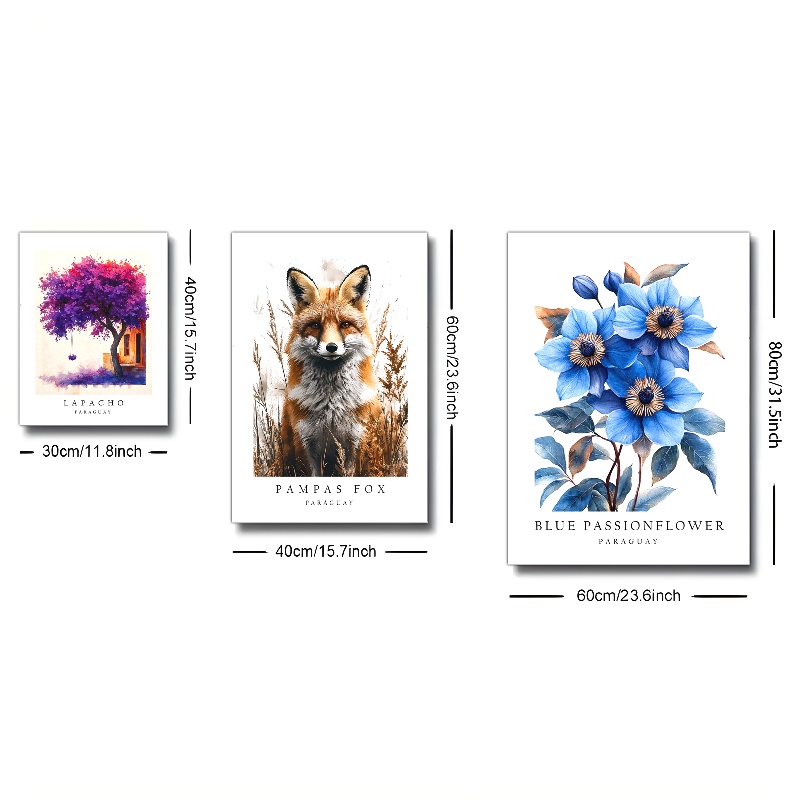 LAPACHO
PARAGUAY
40cm/15.7inch
30cm/11.8inch
PAMPAS FOX
PARAGUAY
60cm/23.6inch
40cm/15.7inch
BLUE PASSIONFLOWER
PARAGUAY
80cm/31.5inch
60cm/23.6inch